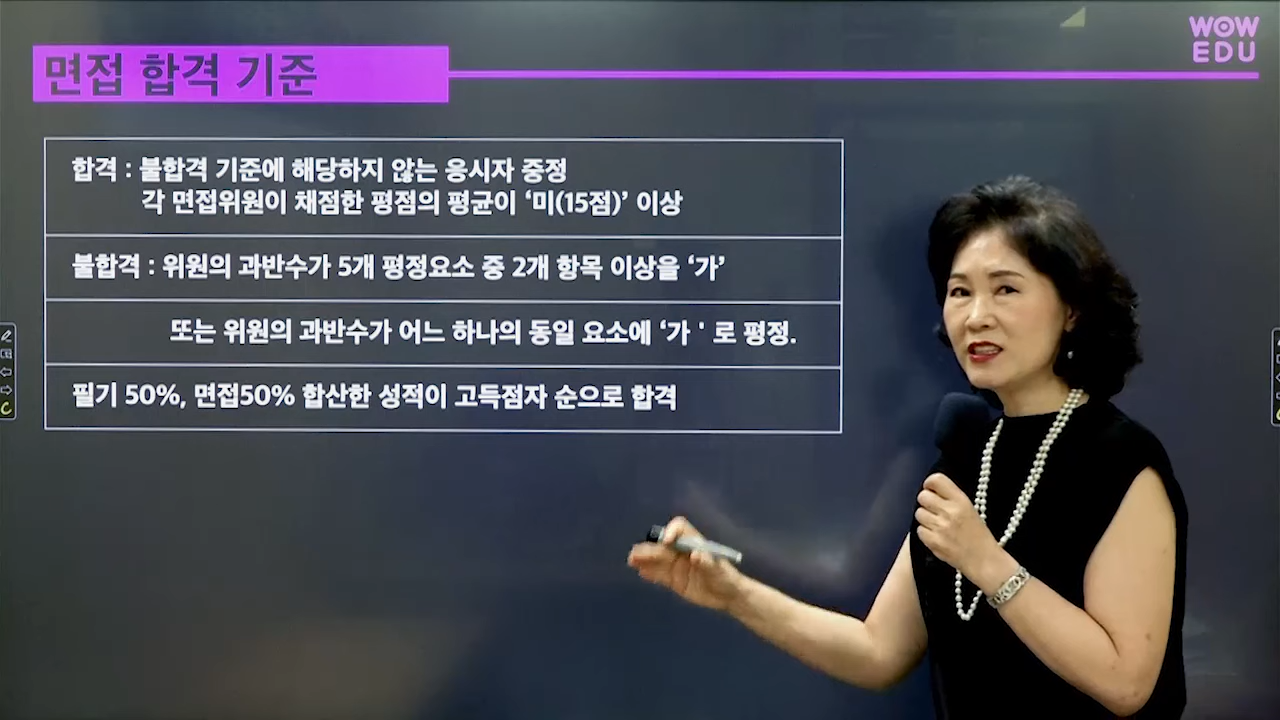 WOW
EDU
면접 합격 기준
합격 : 불합격 기준에 해당하지 않는 응시자 중정
각 면접위원이 채점한 평점의 평균이 ‘미(15점)’ 이상
불합격 : 위원의 과반수가 5개 평정요소 중 2개 항목 이상을 ‘가’
또는 위원의 과반수가 어느 하나의 동일 요소에 ‘가 ' 로 평정.
필기 50%, 면접50% 합산한 성적이 고득점자 순으로 합격